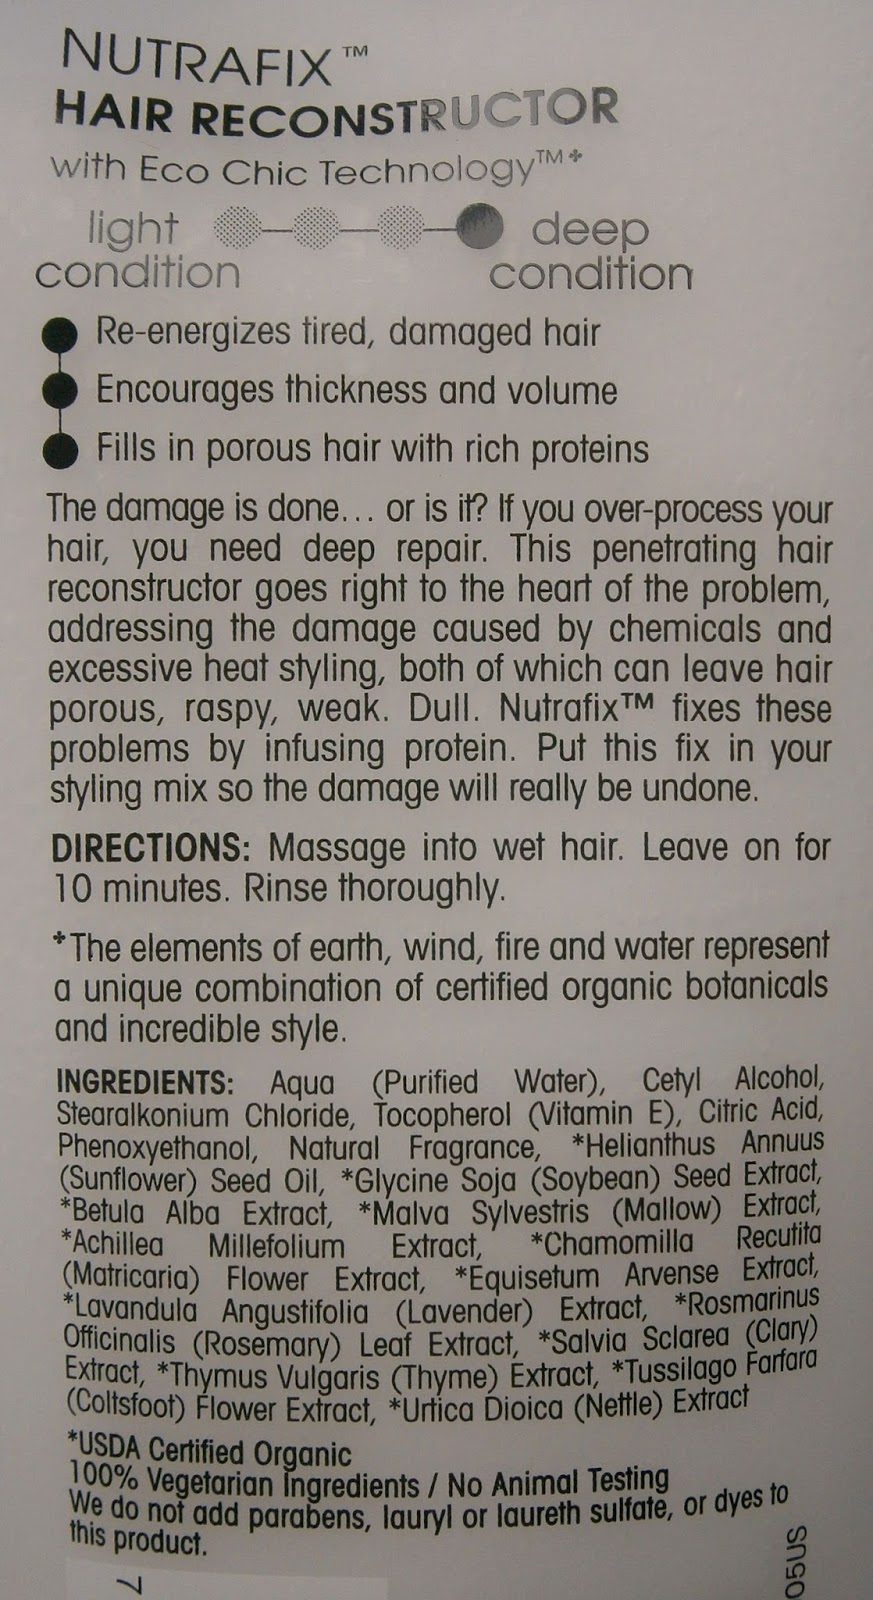 NUTRAFIX™
HAIR RECONSTRUCTOR
with Eco Chic Technology™✦
light condition
deep condition
Re-energizes tired, damaged hair
Encourages thickness and volume
Fills in porous hair with rich proteins
The damage is done... or is it? If you over-process your
hair, you need deep repair. This penetrating hair
reconstructor goes right to the heart of the problem,
addressing the damage caused by chemicals and
excessive heat styling, both of which can leave hair
porous, raspy, weak. Dull. Nutrafix™ fixes these
problems by infusing protein. Put this fix in your
styling mix so the damage will really be undone.
DIRECTIONS: Massage into wet hair. Leave on for
10 minutes. Rinse thoroughly.
✦The elements of earth, wind, fire and water represent
a unique combination of certified organic botanicals
and incredible style.
INGREDIENTS: Aqua (Purified Water), Cetyl Alcohol,
Stearalkonium Chloride, Tocopherol (Vitamin E), Citric Acid,
Phenoxyethanol, Natural Fragrance, *Helianthus Annuus
(Sunflower) Seed Oil, *Glycine Soja (Soybean) Seed Extract,
*Betula Alba Extract, *Malva Sylvestris (Mallow) Extract,
*Achillea Millefolium Extract, *Chamomilla Recutita
(Matricaria) Flower Extract, *Equisetum Arvense Extract,
*Lavandula Angustifolia (Lavender) Extract, *Rosmarinus
Officinalis (Rosemary) Leaf Extract, *Salvia Sclarea (Clary)
Extract, *Thymus Vulgaris (Thyme) Extract, *Tussilago Farfara
(Coltsfoot) Flower Extract, *Urtica Dioica (Nettle) Extract
*USDA Certified Organic
100% Vegetarian Ingredients / No Animal Testing
We do not add parabens, lauryl or laureth sulfate, or dyes to
this product.
05US
7